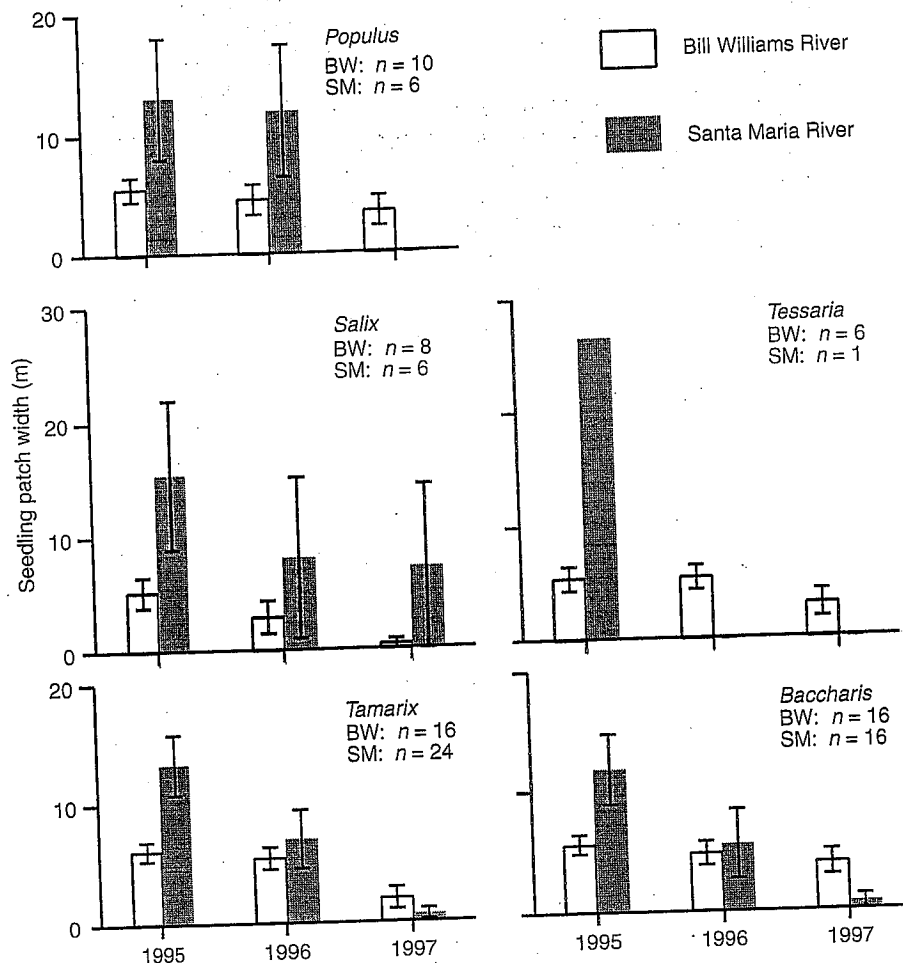 20
10
0
Populus
BW: n = 10
SM: n = 6
Bill Williams River
Santa Maria River
Seedling patch width (m)
30
20
10
0
Salix
BW: n = 8
SM: n = 6
Tessaria
BW: n = 6
SM: n = 1
20
10
0
Tamarix
BW: n = 16
SM: n = 24
Baccharis
BW: n = 16
SM: n = 16
1995
1996
1997
1995
1996
1997